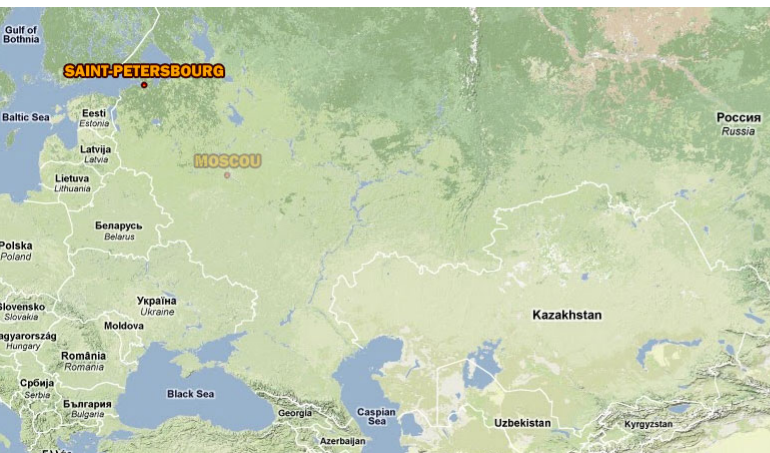 Gulf of
Bothnia
SAINT-PETERSBOURG
Baltic Sea
Eesti
Estonia
Россия
Russia
Latvija
Latvia
MOSCOU
Lietuva
Lithuania
Беларусь
Belarus
Polska
Poland
Slovensko
Slovakia
Україна
Ukraine
Kazakhstan
Moldova
agyarország
Hungary
România
Romania
Србија
Serbia
Black Sea
България
Bulgaria
Georgia
Caspian
Sea
Uzbekistan
Kyrgyzstan
Azerbaijan